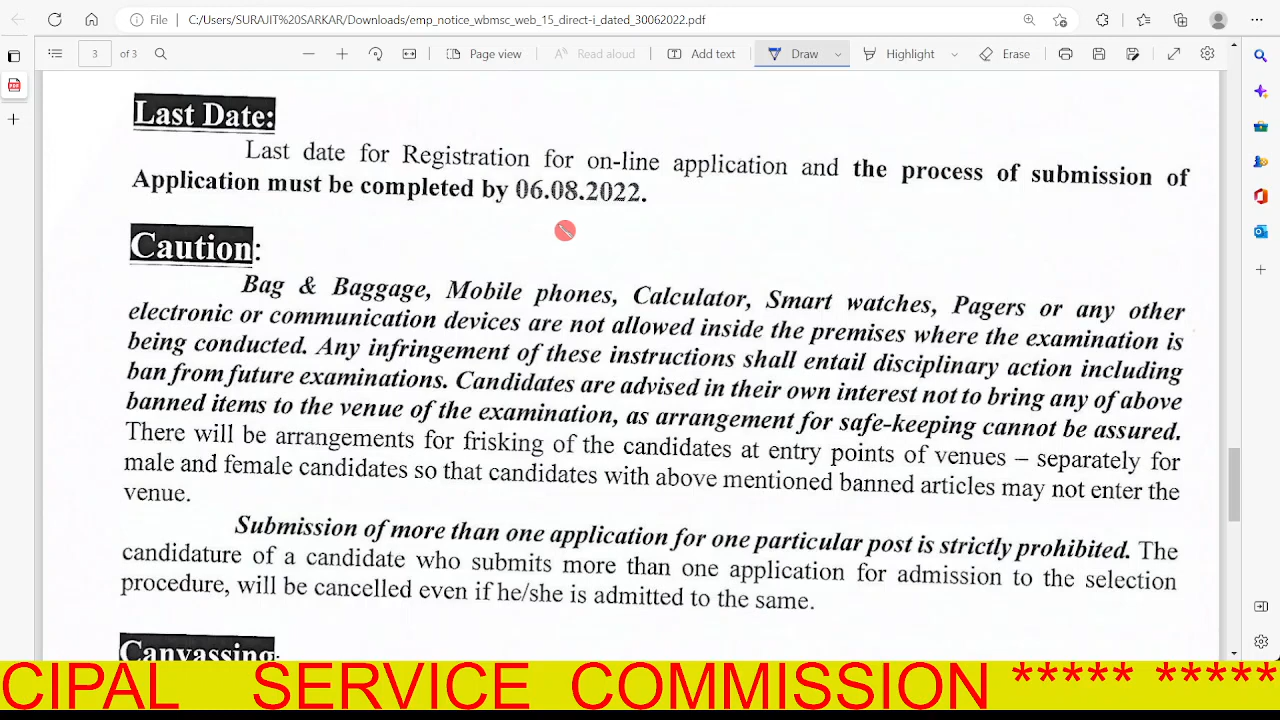 File C:/Users/SURAJIT%20SARKAR/Downloads/emp_notice_wbmsc_web_15_direct-i_dated_30062022.pdf
3 of 3 Page view Read aloud Add text Draw Highlight Erase
Last Date:
Last date for Registration for on-line application and the process of submission of
Application must be completed by 06.08.2022.
Caution:
Bag & Baggage, Mobile phones, Calculator, Smart watches, Pagers or any other
electronic or communication devices are not allowed inside the premises where the examination is
being conducted. Any infringement of these instructions shall entail disciplinary action including
ban from future examinations. Candidates are advised in their own interest not to bring any of above
banned items to the venue of the examination, as arrangement for safe-keeping cannot be assured.
There will be arrangements for frisking of the candidates at entry points of venues – separately for
male and female candidates so that candidates with above mentioned banned articles may not enter the
venue.
Submission of more than one application for one particular post is strictly prohibited. The
candidature of a candidate who submits more than one application for admission to the selection
procedure, will be cancelled even if he/she is admitted to the same.
Canvassing:
CIPAL SERVICE COMMISSION ***** *****